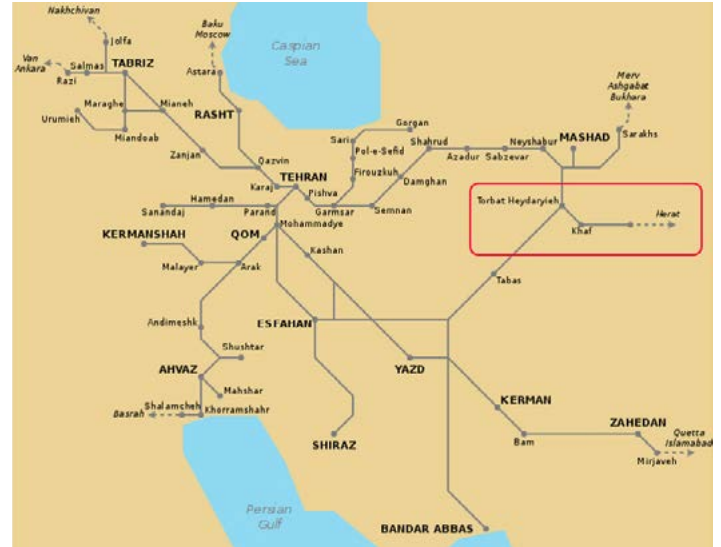 Nakhchivan
Baku
Moscow
Caspian
Sea
Jolfa
Van
Ankara
Salmas
Razi
TABRIZ
Astara
Merv
Ashgabat
Bukhara
Maraghe
Mianeh
Urumieh
Miandoab
RASHT
Gorgan
Sari
Shahrud
Neyshabur
MASHAD
Sarakhs
Pol-e-Sefid
Azadur
Sabzevar
Zanjan
Qazvin
Firouzkuh
Damghan
TEHRAN
Karaj
Pishva
Hamedan
Sanandaj
Parand
Garmsar
Semnan
Torbat Heydaryieh
Herat
Khaf
Mohammadye
KERMANSHAH
QOM
Kashan
Malayer
Arak
Tabas
Andimeshk
ESFAHAN
Shushtar
AHVAZ
YAZD
Mahshar
KERMAN
Basrah
Shalamcheh
Khorramshahr
ZAHEDAN
Quetta
Islamabad
SHIRAZ
Bam
Mirjaveh
Persian
Gulf
BANDAR ABBAS